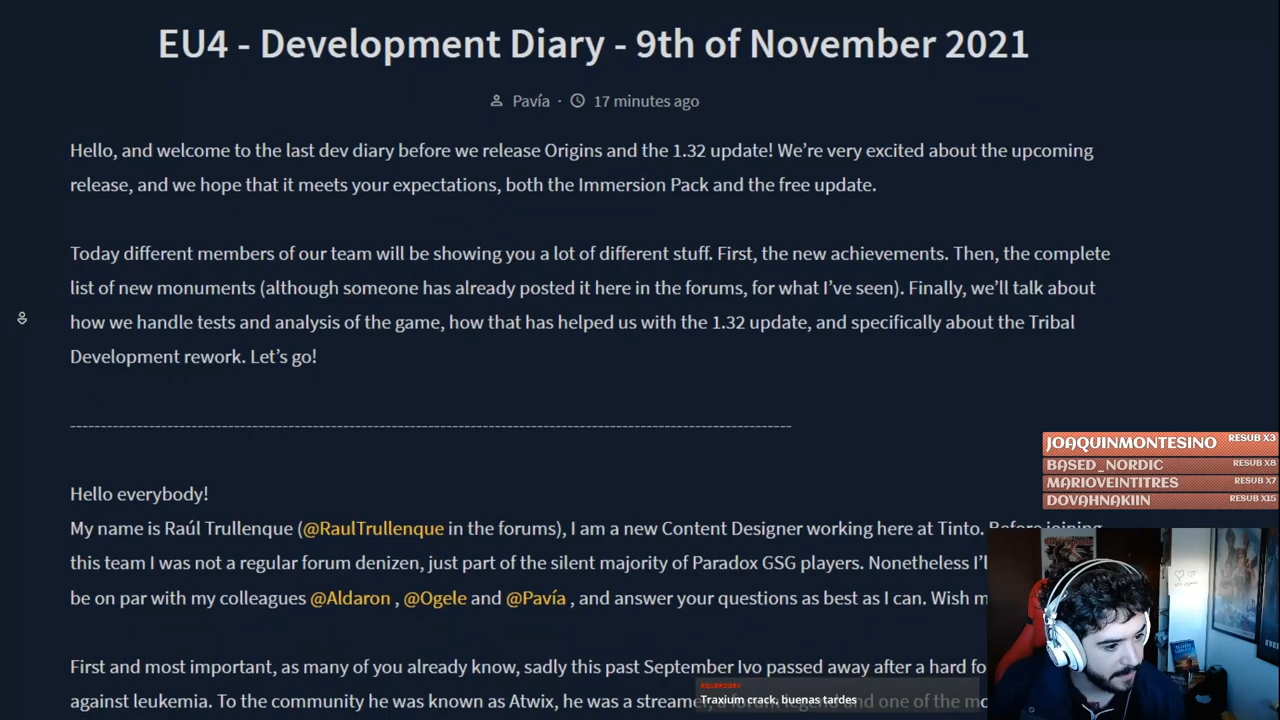 EU4 - Development Diary - 9th of November 2021
Pavía · 17 minutes ago
Hello, and welcome to the last dev diary before we release Origins and the 1.32 update! We’re very excited about the upcoming
release, and we hope that it meets your expectations, both the Immersion Pack and the free update.
Today different members of our team will be showing you a lot of different stuff. First, the new achievements. Then, the complete
list of new monuments (although someone has already posted it here in the forums, for what I’ve seen). Finally, we’ll talk about
how we handle tests and analysis of the game, how that has helped us with the 1.32 update, and specifically about the Tribal
Development rework. Let’s go!
JOAQUINMONTESINO RESUB X3
BASED_NORDIC RESUB X8
MARIOVEINTITRES RESUB X7
DOVAHNAKIIN RESUB X15
Hello everybody!
My name is Raúl Trullenque (@RaulTrullenque in the forums), I am a new Content Designer working here at Tinto. Before joining
this team I was not a regular forum denizen, just part of the silent majority of Paradox GSG players. Nonetheless
be on par with my colleagues @Aldaron , @Ogele and @Pavía , and answer your questions as best as I can. Wish
First and most important, as many of you already know, sadly this past September Ivo passed away after a hard
against leukemia. To the community he was known as Atwix, he was a streamer, a forum legend and one of the
Traxium crack, buenas tardes